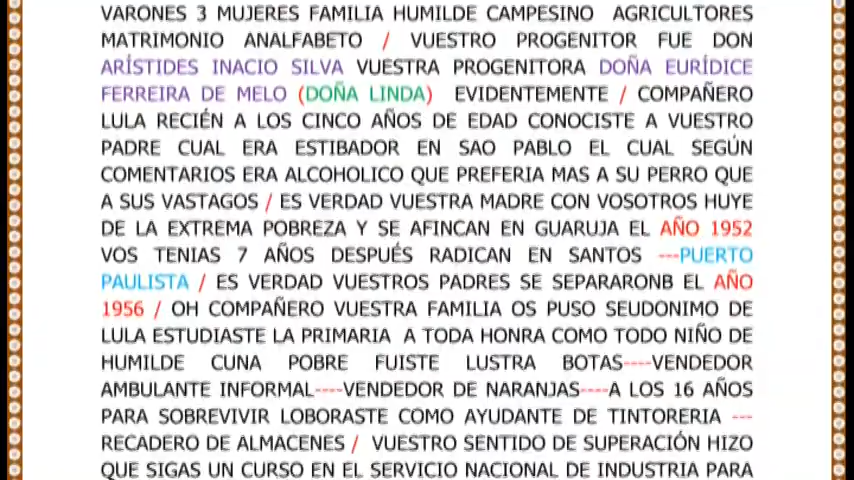 VARONES 3 MUJERES FAMILIA HUMILDE CAMPESINO AGRICULTORES
MATRIMONIO ANALFABETO / VUESTRO PROGENITOR FUE DON
ARÍSTIDES INACIO SILVA VUESTRA PROGENITORA DOÑA EURÍDICE
FERREIRA DE MELO (DOÑA LINDA) EVIDENTEMENTE / COMPAÑERO
LULA RECIÉN A LOS CINCO AÑOS DE EDAD CONOCISTE A VUESTRO
PADRE CUAL ERA ESTIBADOR EN SAO PABLO EL CUAL SEGÚN
COMENTARIOS ERA ALCOHOLICO QUE PREFERIA MAS A SU PERRO QUE
A SUS VASTAGOS / ES VERDAD VUESTRA MADRE CON VOSOTROS HUYE
DE LA EXTREMA POBREZA Y SE AFINCAN EN GUARUJA EL AÑO 1952
VOS TENIAS 7 AÑOS DESPUÉS RADICAN EN SANTOS ---PUERTO
PAULISTA / ES VERDAD VUESTROS PADRES SE SEPARARONB EL AÑO
1956 / OH COMPAÑERO VUESTRA FAMILIA OS PUSO SEUDONIMO DE
LULA ESTUDIASTE LA PRIMARIA A TODA HONRA COMO TODO NIÑO DE
HUMILDE CUNA POBRE FUISTE LUSTRA BOTAS----VENDEDOR
AMBULANTE INFORMAL----VENDEDOR DE NARANJAS----A LOS 16 AÑOS
PARA SOBREVIVIR LOBORASTE COMO AYUDANTE DE TINTORERIA ---
RECADERO DE ALMACENES / VUESTRO SENTIDO DE SUPERACIÓN HIZO
QUE SIGAS UN CURSO EN EL SERVICIO NACIONAL DE INDUSTRIA PARA